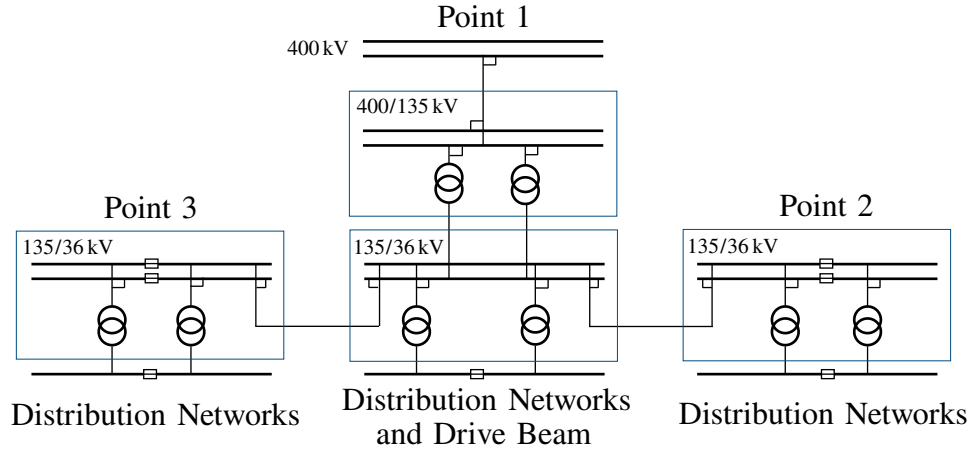 Point 1
400 kV
400/135 kV
Point 3
Point 2
135/36 kV
135/36 kV
135/36 kV
Distribution Networks
Distribution Networks
and Drive Beam
Distribution Networks